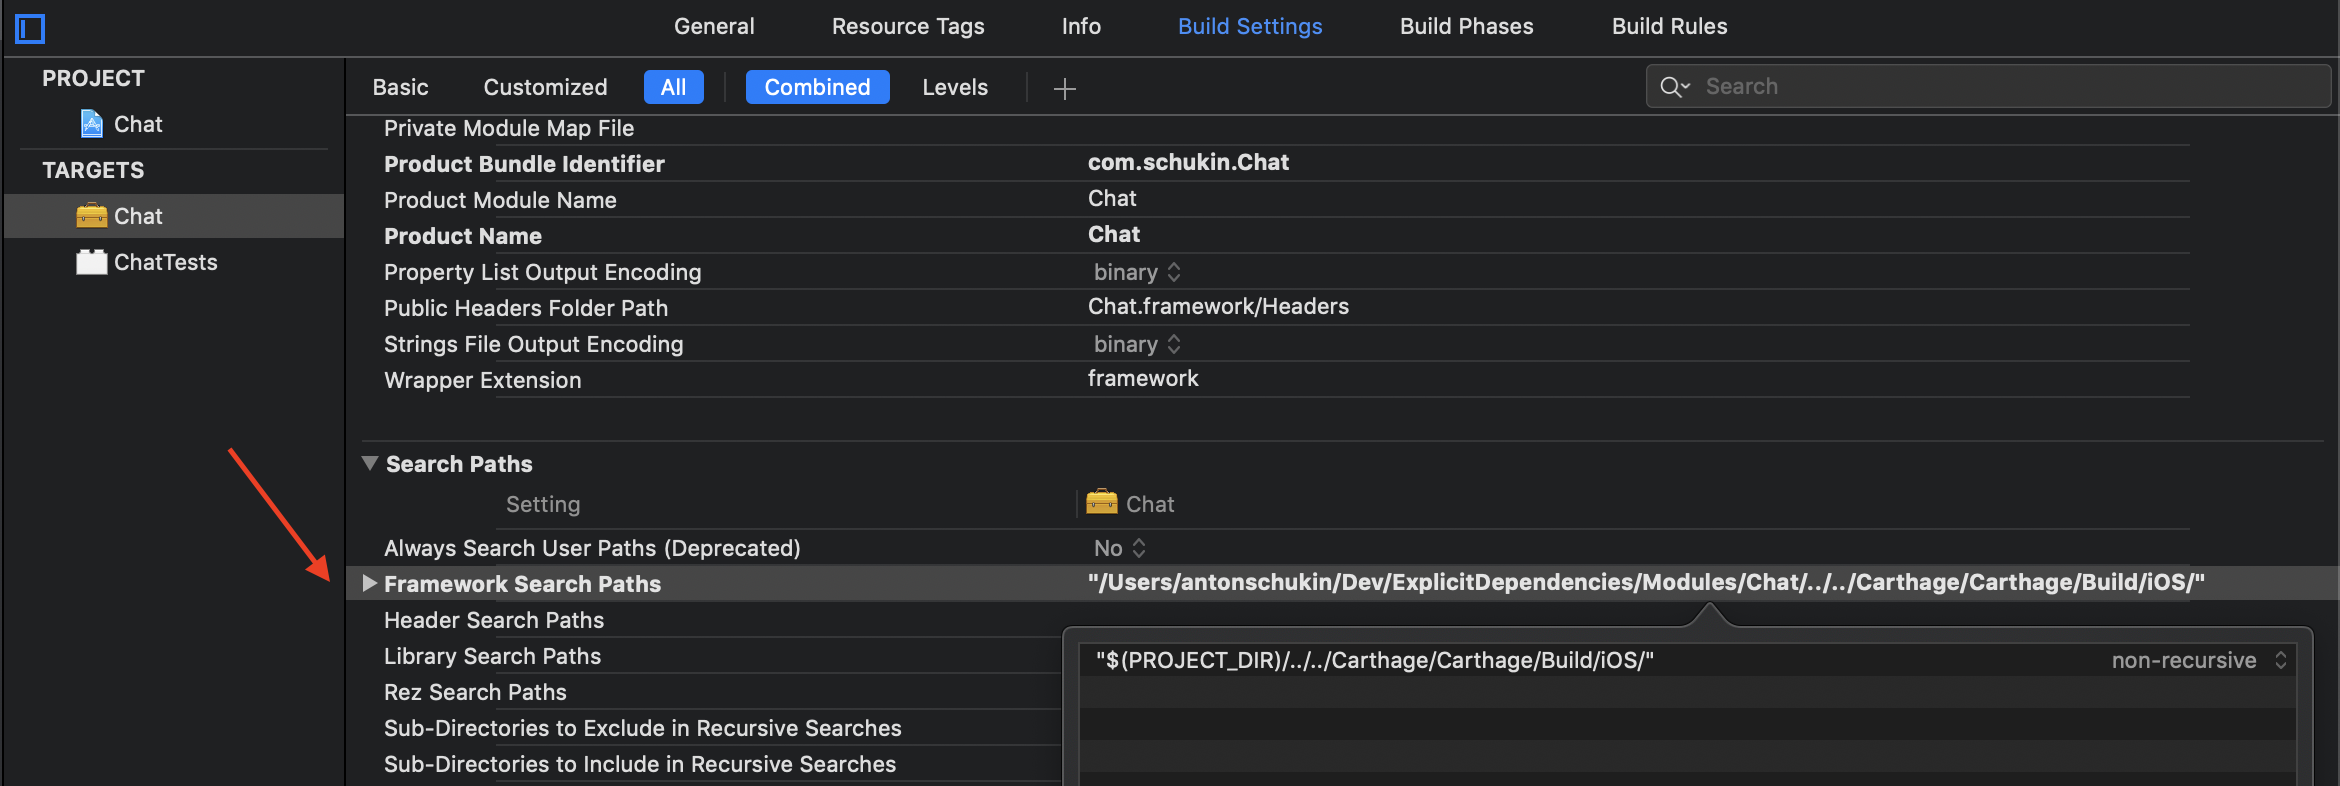 General Resource Tags Info Build Settings Build Phases Build Rules
PROJECT
Chat
TARGETS
Chat
ChatTests
Basic Customized All Combined Levels Search
Private Module Map File
Product Bundle Identifier com.schukin.Chat
Product Module Name Chat
Product Name Chat
Property List Output Encoding binary
Public Headers Folder Path Chat.framework/Headers
Strings File Output Encoding binary
Wrapper Extension framework
Search Paths
Setting Chat
Always Search User Paths (Deprecated) No
Framework Search Paths "/Users/antonschukin/Dev/ExplicitDependencies/Modules/Chat/../../Carthage/Carthage/Build/iOS/"
Header Search Paths
Library Search Paths
Rez Search Paths
Sub-Directories to Exclude in Recursive Searches
Sub-Directories to Include in Recursive Searches
"$(PROJECT_DIR)/../../Carthage/Carthage/Build/iOS/" non-recursive